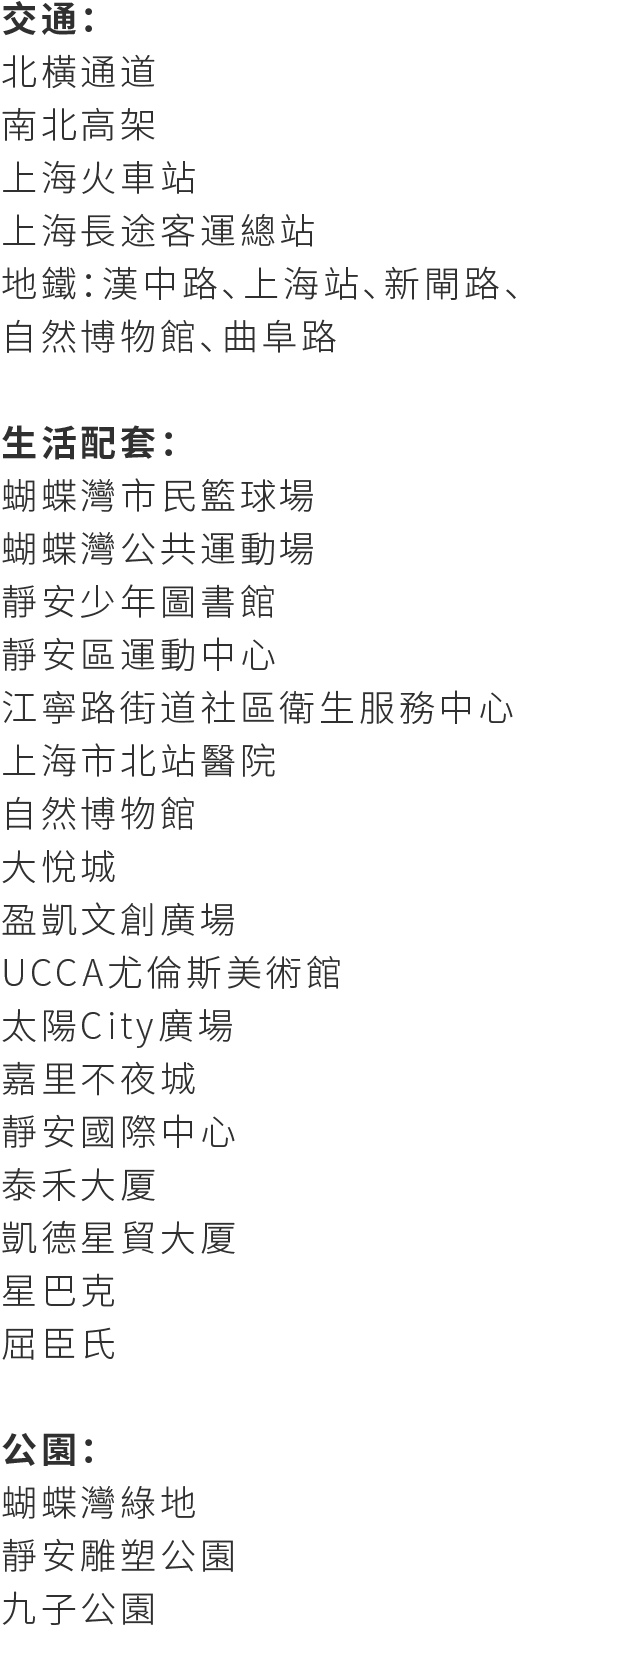 交通：
北橫通道
南北高架
上海火車站
上海長途客運總站
地鐵：漢中路、上海站、新閘路、
自然博物館、曲阜路
生活配套：
蝴蝶灣市民籃球場
蝴蝶灣公共運動場
靜安少年圖書館
靜安區運動中心
江寧路街道社區衛生服務中心
上海市北站醫院
自然博物館
大悅城
盈凱文創廣場
UCCA尤倫斯美術館
太陽City廣場
嘉里不夜城
靜安國際中心
泰禾大厦
凱德星貿大厦
星巴克
屈臣氏
公園：
蝴蝶灣綠地
靜安雕塑公園
九子公園